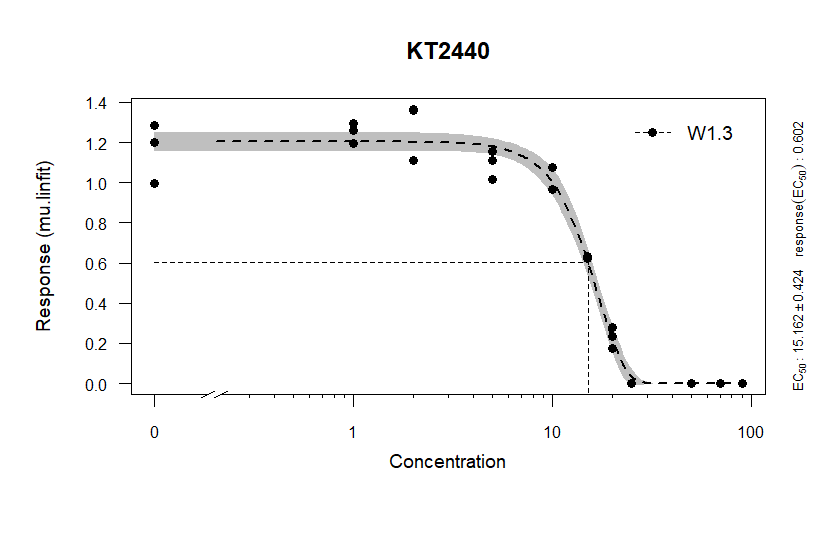 KT2440
1.4
1.2
1.0
0.8
0.6
0.4
0.2
0.0
Response (mu.linfit)
W1.3
0 1 10 100
Concentration
EC50 : 15.162±0.424 response(EC50) : 0.602